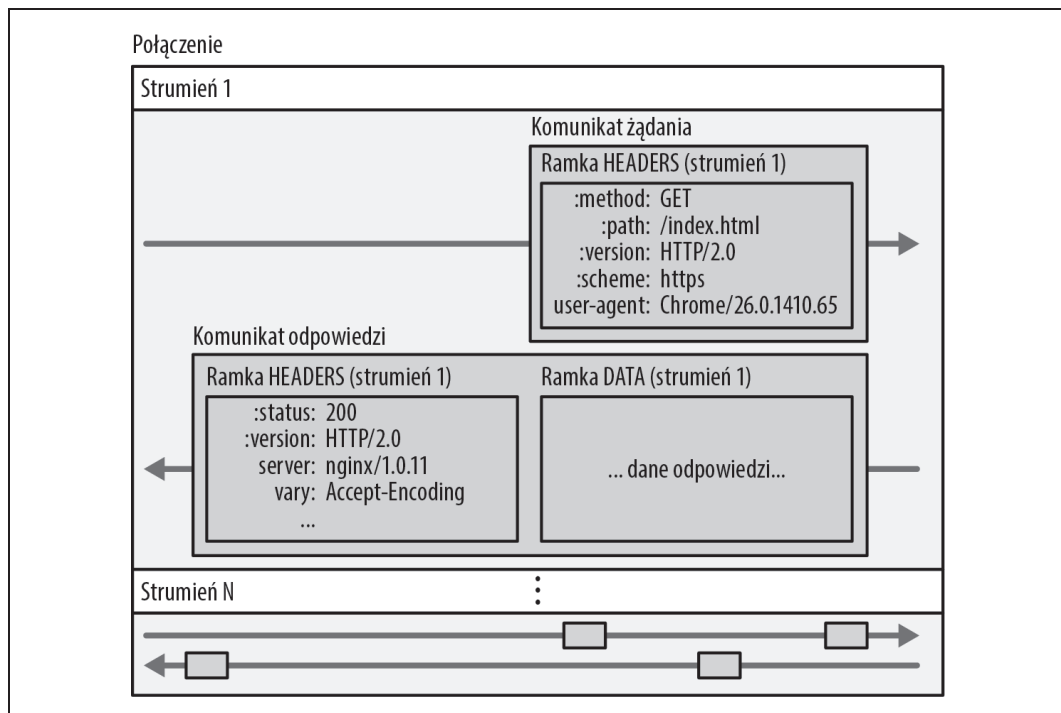 Połączenie
Strumień 1
Komunikat żądania
Ramka HEADERS (strumień 1)
:method: GET
:path: /index.html
:version: HTTP/2.0
:scheme: https
user-agent: Chrome/26.0.1410.65
Komunikat odpowiedzi
Ramka HEADERS (strumień 1)
:status: 200
:version: HTTP/2.0
server: nginx/1.0.11
vary: Accept-Encoding
...
Ramka DATA (strumień 1)
... dane odpowiedzi...
Strumień N